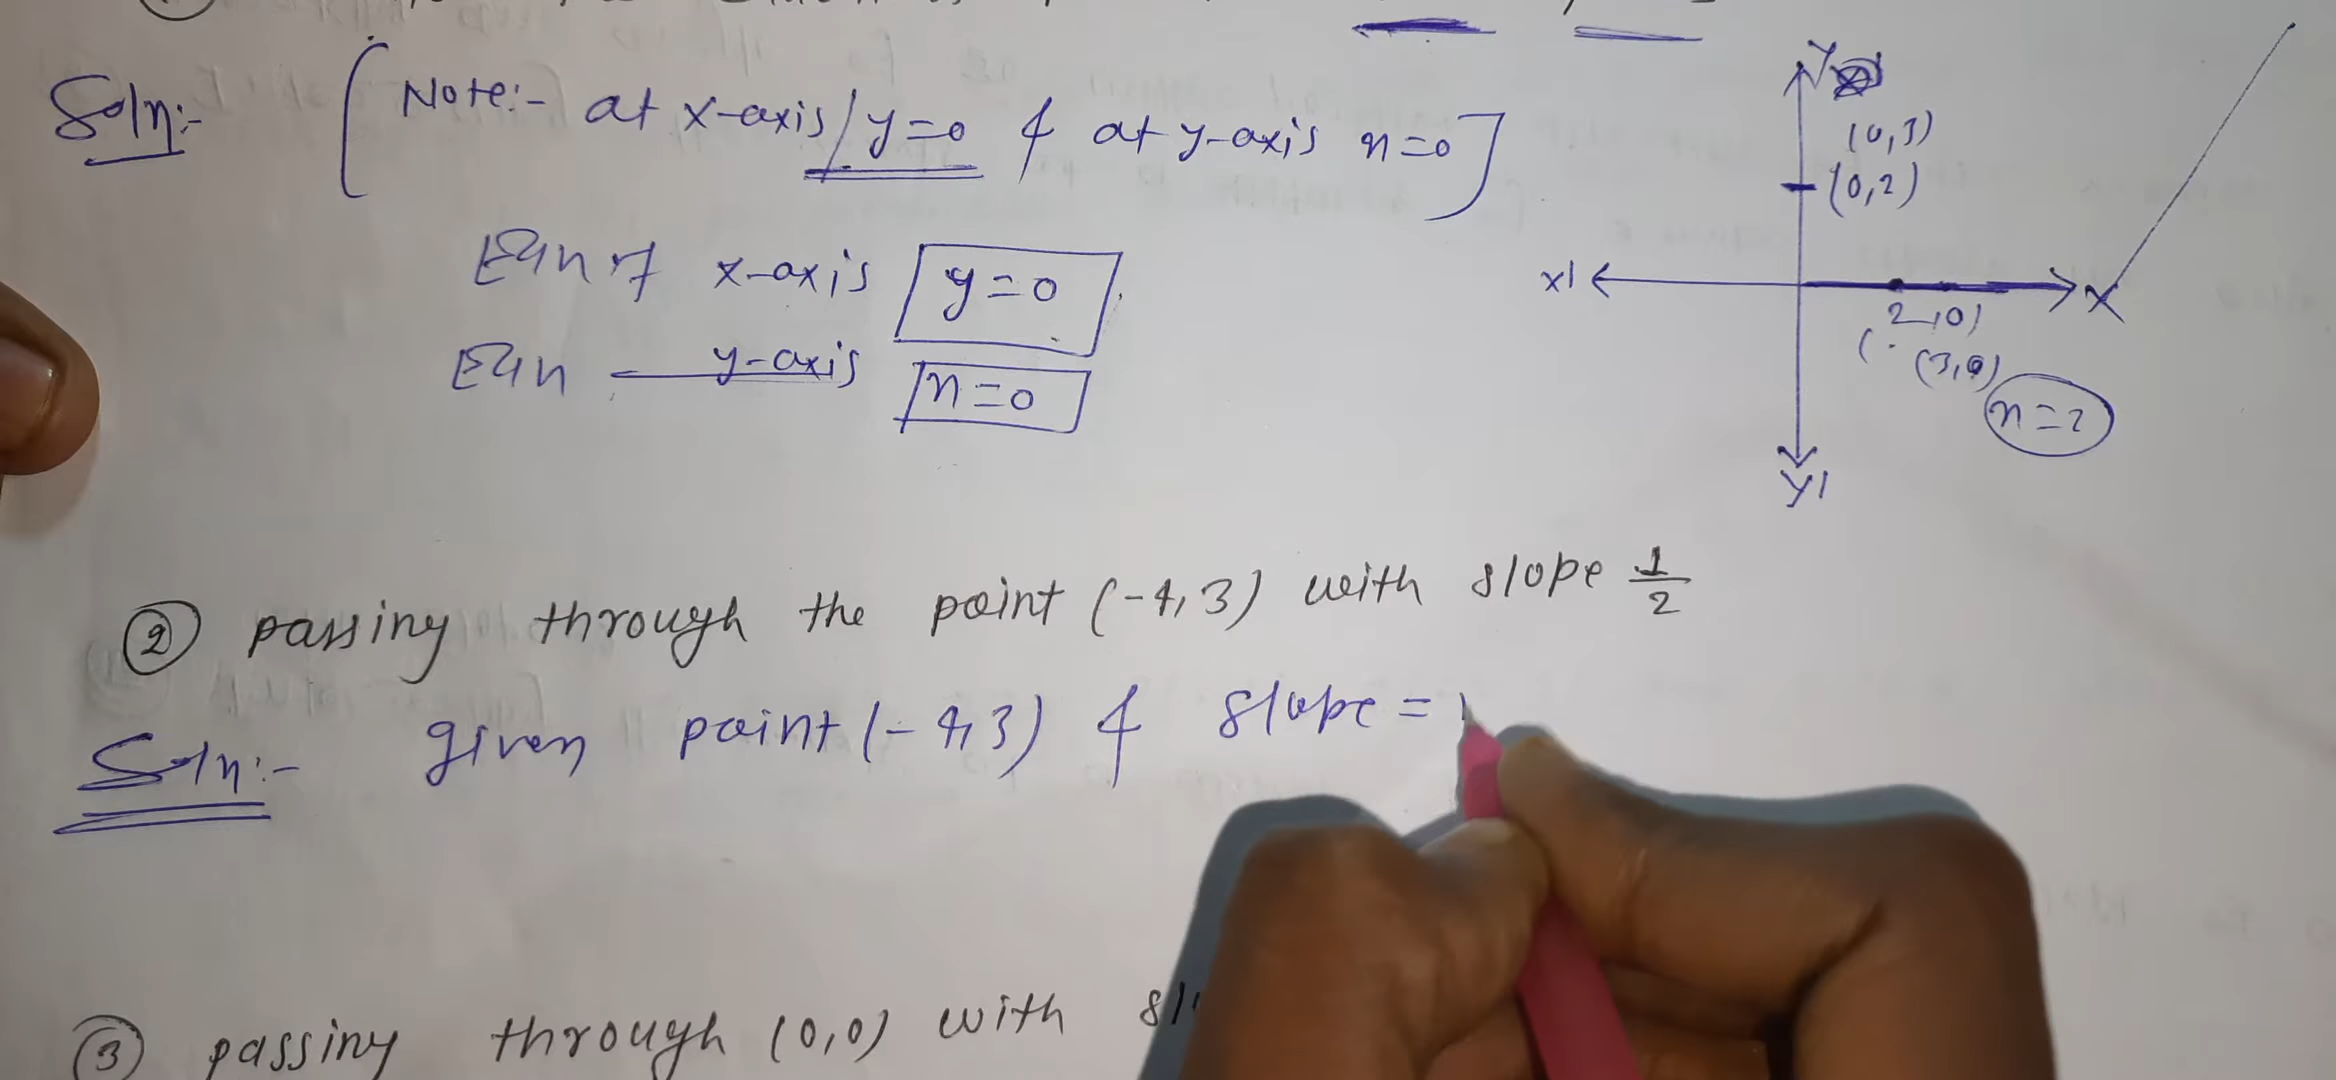 Soln:- [Note:- at x-axis/y=0 & at y-axis x=0]
Eqn of x-axis y=0
Eqn — y-axis x=0
Y
(0,3)
(0,2)
x| X
2,0)
(
(3,0)
x=2
y|
② passing through the point (-4,3) with slope 1/2
Soln:- given point (-4,3) & slope =
③ passing through (0,0) with